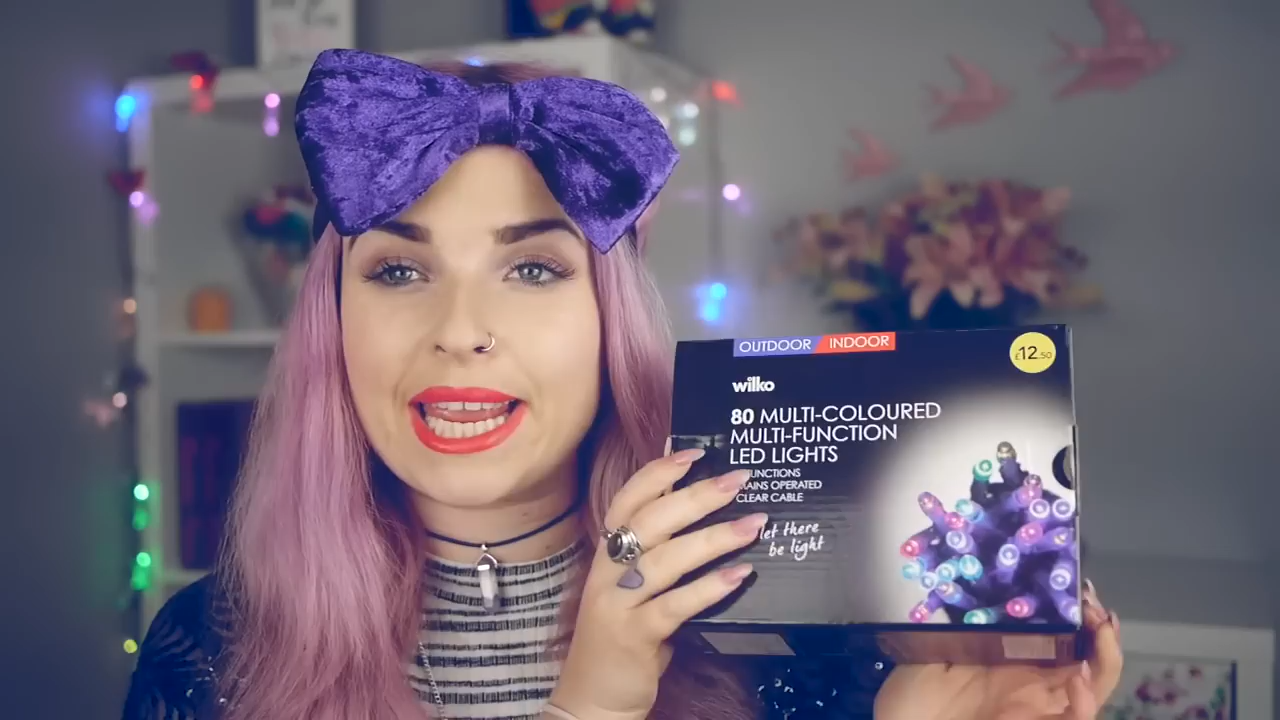 OUTDOOR INDOOR
£12.50
wilko
80 MULTI-COLOURED
MULTI-FUNCTION
LED LIGHTS
FUNCTIONS
MAINS OPERATED
CLEAR CABLE
let there
be light